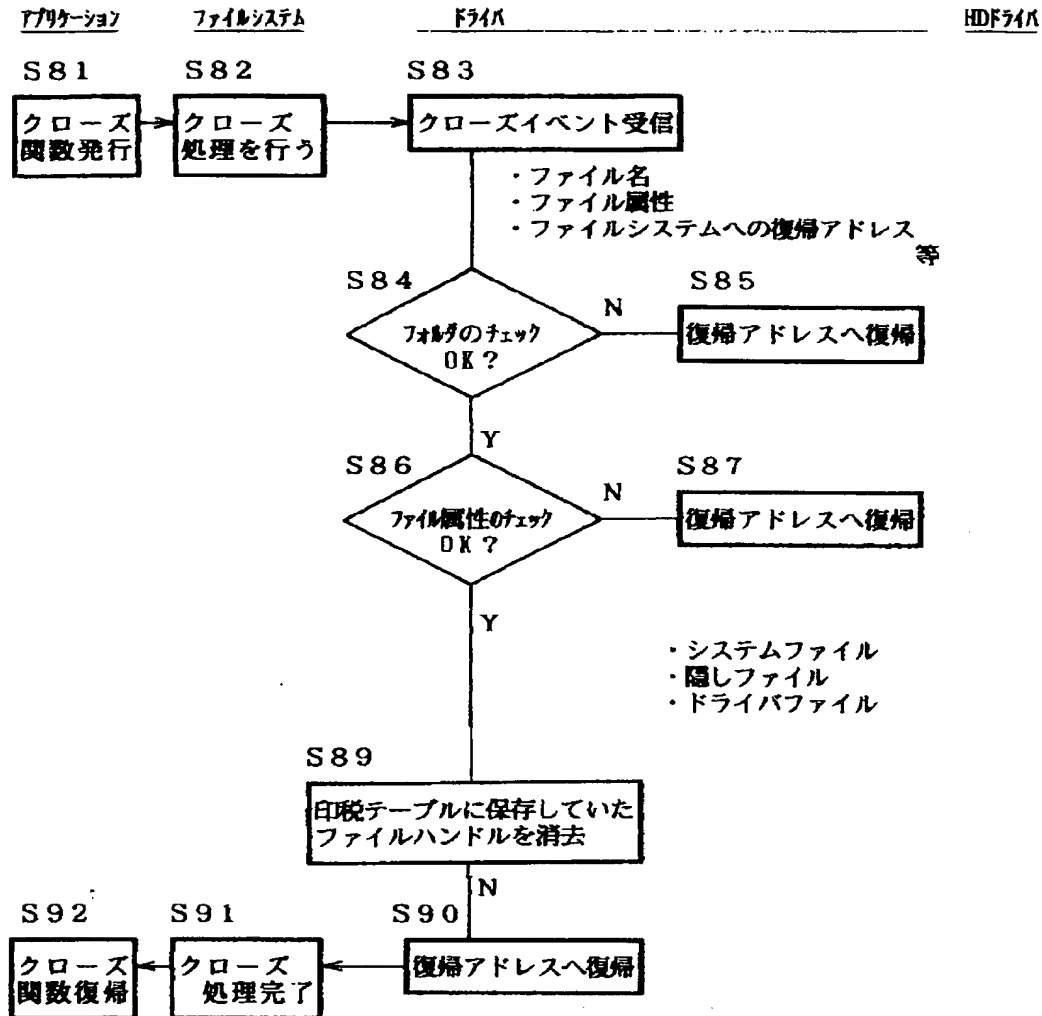 アプリケーション
ファイルシステム
ドライバ
HDドライバ
S81
S82
S83
クローズ
関数発行
クローズ
処理を行う
クローズイベント受信
・ファイル名
・ファイル属性
・ファイルシステムへの復帰アドレス
等
S84
S85
フォルダのチェック
OK?
N
復帰アドレスへ復帰
Y
S86
S87
ファイル属性のチェック
OK?
N
復帰アドレスへ復帰
Y
・システムファイル
・隠しファイル
・ドライバファイル
S89
印税テーブルに保存していた
ファイルハンドルを消去
N
S92
S91
S90
クローズ
関数復帰
クローズ
処理完了
復帰アドレスへ復帰